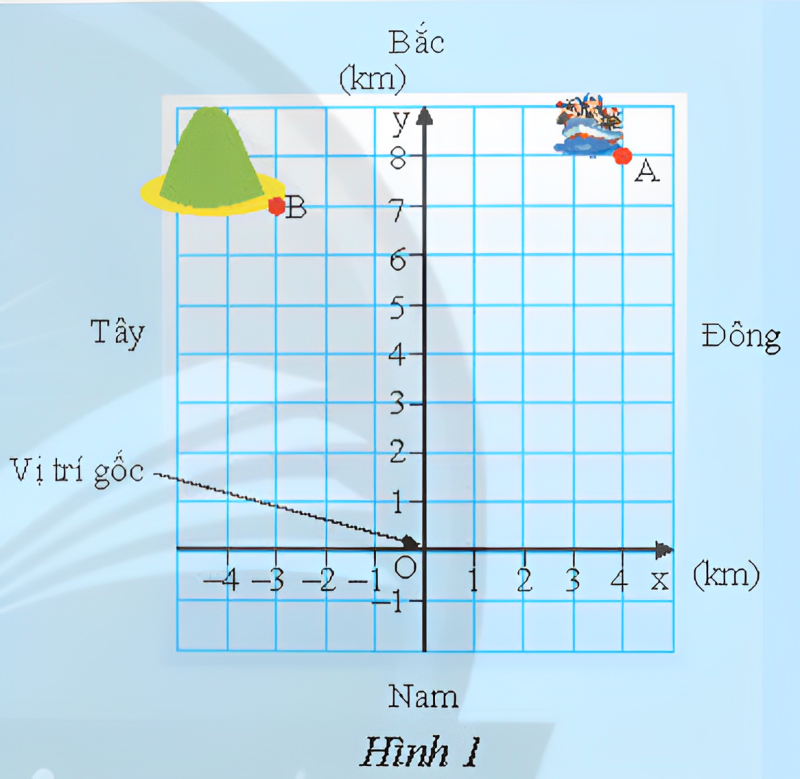 Bắc
(km)
y
8
A
7
B
6
5
Tây
Đông
4
3
2
Vị trí gốc
1
O
–4 –3 –2 –1 1 2 3 4 x (km)
–1
Nam
Hình 1